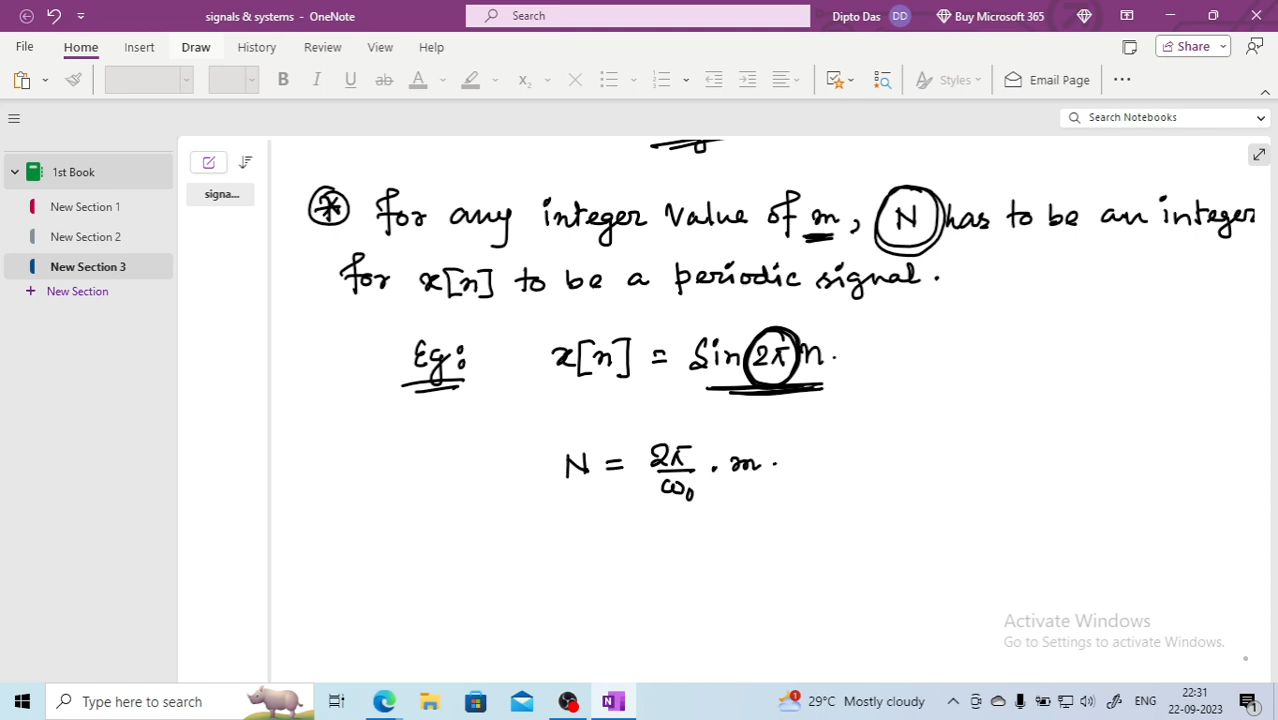 signals & systems - OneNote
Search
Dipto Das
DD
Buy Microsoft 365
File
Home
Insert
Draw
History
Review
View
Help
Share
B I U ab A x₂
Styles
Email Page
Search Notebooks
1st Book
signa...
New Section 1
New Section 2
New Section 3
+ New Section
* for any integer value of m, N has to be an integer
for x[n] to be a periodic signal.
Eg: x[n] = Sin 2π n.
N = 2π/ω₀ . m.
Activate Windows
Go to Settings to activate Windows.
Type here to search
1
29°C Mostly cloudy
ENG
22:31
22-09-2023
1